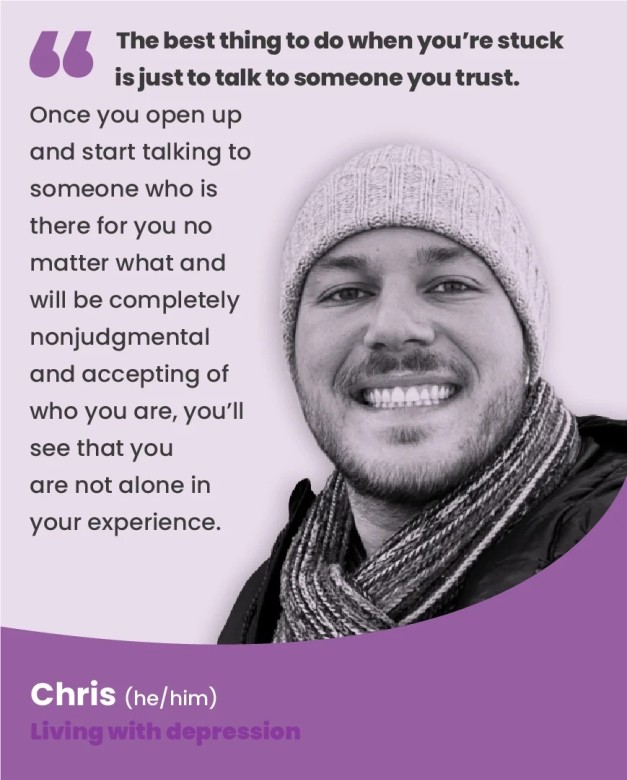 The best thing to do when you’re stuck
is just to talk to someone you trust.
Once you open up
and start talking to
someone who is
there for you no
matter what and
will be completely
nonjudgmental
and accepting of
who you are, you’ll
see that you
are not alone in
your experience.
Chris (he/him)
Living with depression